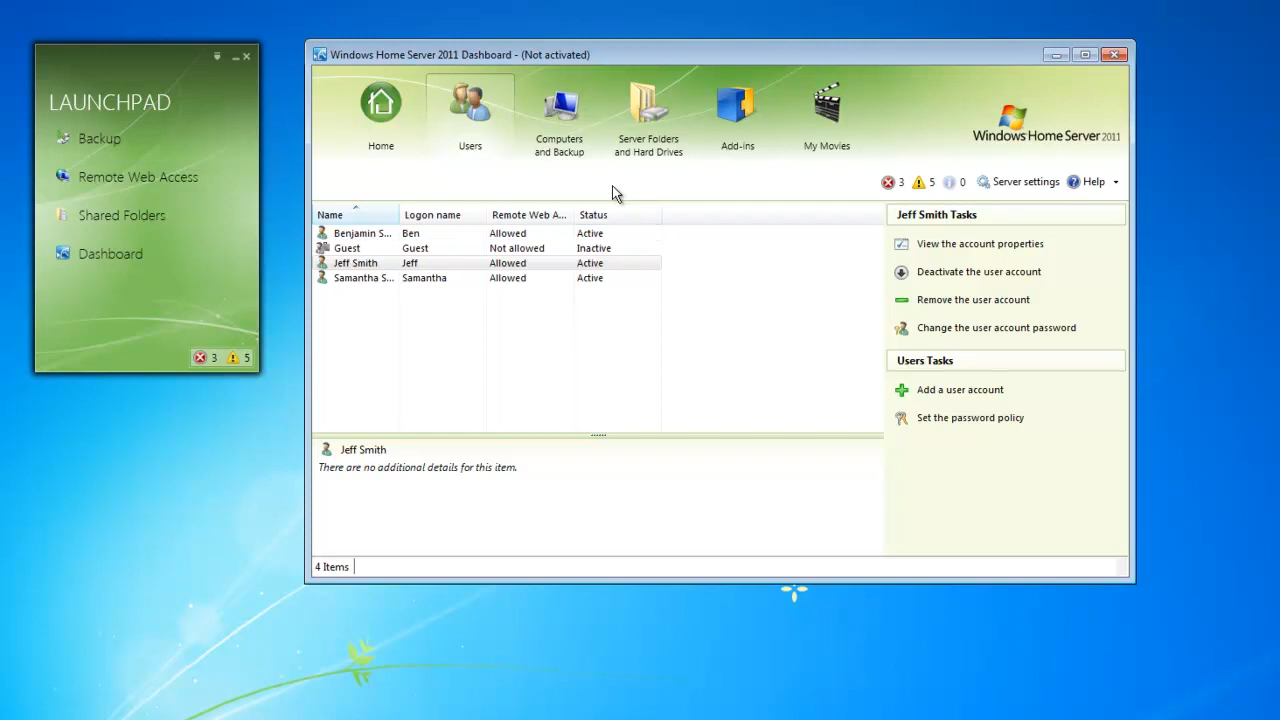 LAUNCHPAD
Backup
Remote Web Access
Shared Folders
Dashboard
3 5
Windows Home Server 2011 Dashboard - (Not activated)
Home
Users
Computers
and Backup
Server Folders
and Hard Drives
Add-ins
My Movies
Windows Home Server 2011
3 5 0 Server settings Help
Name Logon name Remote Web A... Status
Benjamin S... Ben Allowed Active
Guest Guest Not allowed Inactive
Jeff Smith Jeff Allowed Active
Samantha S... Samantha Allowed Active
Jeff Smith
There are no additional details for this item.
4 Items
Jeff Smith Tasks
View the account properties
Deactivate the user account
Remove the user account
Change the user account password
Users Tasks
Add a user account
Set the password policy